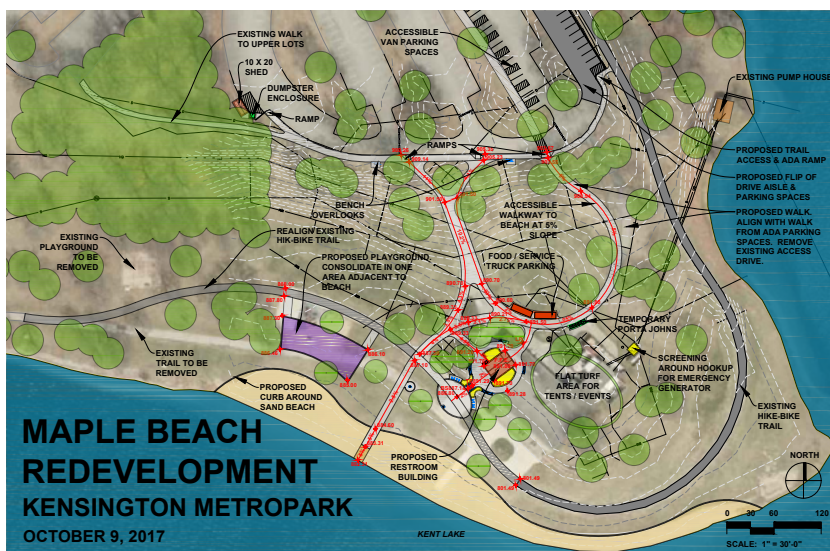 EXISTING WALK
TO UPPER LOTS
ACCESSIBLE
VAN PARKING
SPACES
10 X 20
SHED
DUMPSTER
ENCLOSURE
RAMP
EXISTING PUMP HOUSE
RAMPS
PROPOSED TRAIL
ACCESS & ADA RAMP
PROPOSED FLIP OF
DRIVE AISLE &
PARKING SPACES
BENCH
OVERLOOKS
ACCESSIBLE
WALKWAY TO
BEACH AT 5%
SLOPE
PROPOSED WALK.
ALIGN WITH WALK
FROM ADA PARKING
SPACES. REMOVE
EXISTING ACCESS
DRIVE.
EXISTING
PLAYGROUND
TO BE
REMOVED
REALIGN EXISTING
HIK-BIKE TRAIL
PROPOSED PLAYGROUND.
CONSOLIDATE IN ONE
AREA ADJACENT TO
BEACH
FOOD / SERVICE
TRUCK PARKING
TEMPORARY
PORTA JOHNS
SCREENING
AROUND HOOKUP
FOR EMERGENCY
GENERATOR
EXISTING
TRAIL TO BE
REMOVED
FLAT TURF
AREA FOR
TENTS / EVENTS
PROPOSED
CURB AROUND
SAND BEACH
EXISTING
HIKE-BIKE
TRAIL
PROPOSED
RESTROOM
BUILDING
MAPLE BEACH
REDEVELOPMENT
KENSINGTON METROPARK
OCTOBER 9, 2017
KENT LAKE
NORTH
0 30 60 120
SCALE: 1" = 30'-0"